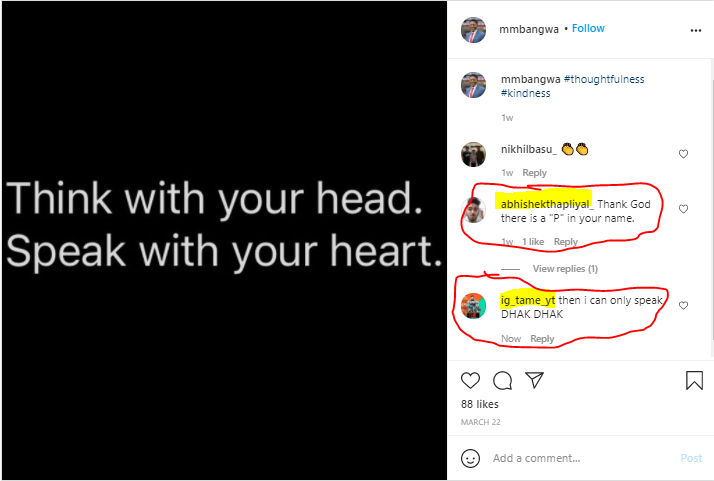 Think with your head.
Speak with your heart.
mmbangwa • Follow
mmbangwa #thoughtfulness
#kindness
1w
nikhilbasu_ 👏👏
1w Reply
abhishekthapliyal_ Thank God
there is a "P" in your name.
1w 1 like Reply
View replies (1)
ig_tame_yt then i can only speak
DHAK DHAK
Now Reply
88 likes
MARCH 22
Add a comment...
Post